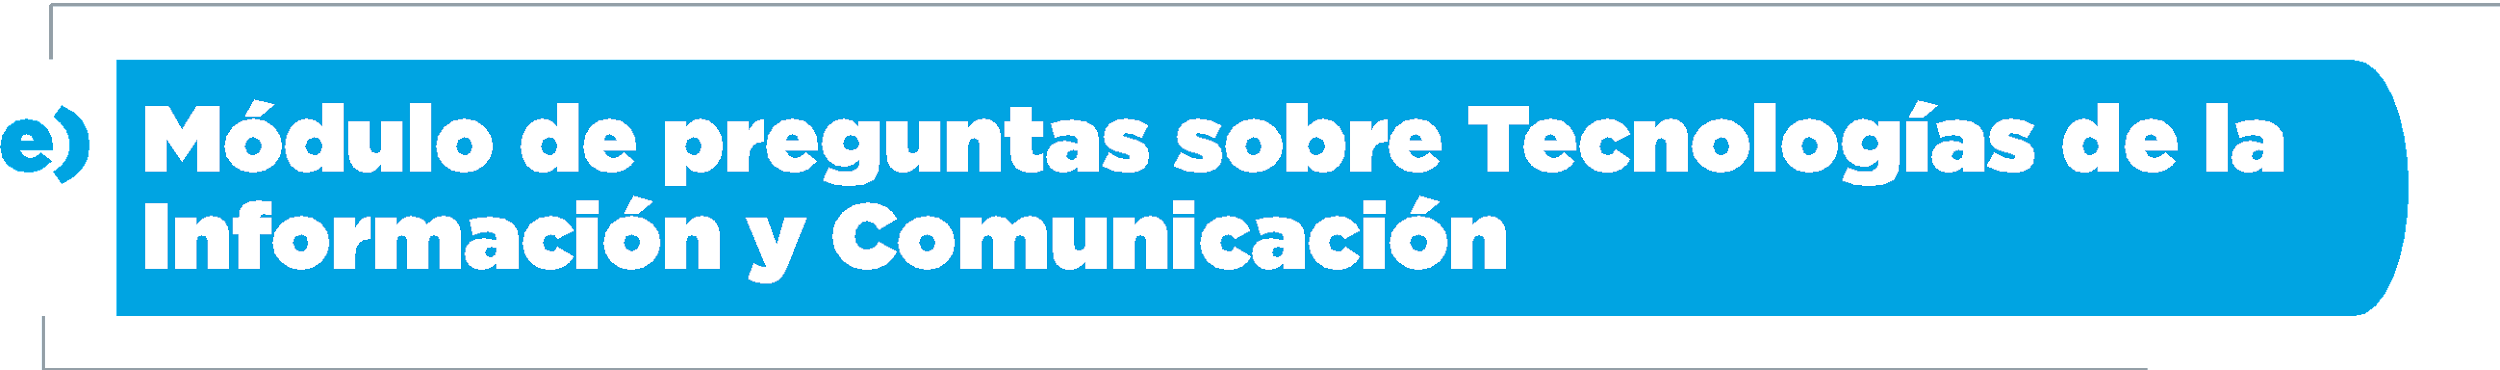 e) Módulo de preguntas sobre Tecnologías de la
Información y Comunicación